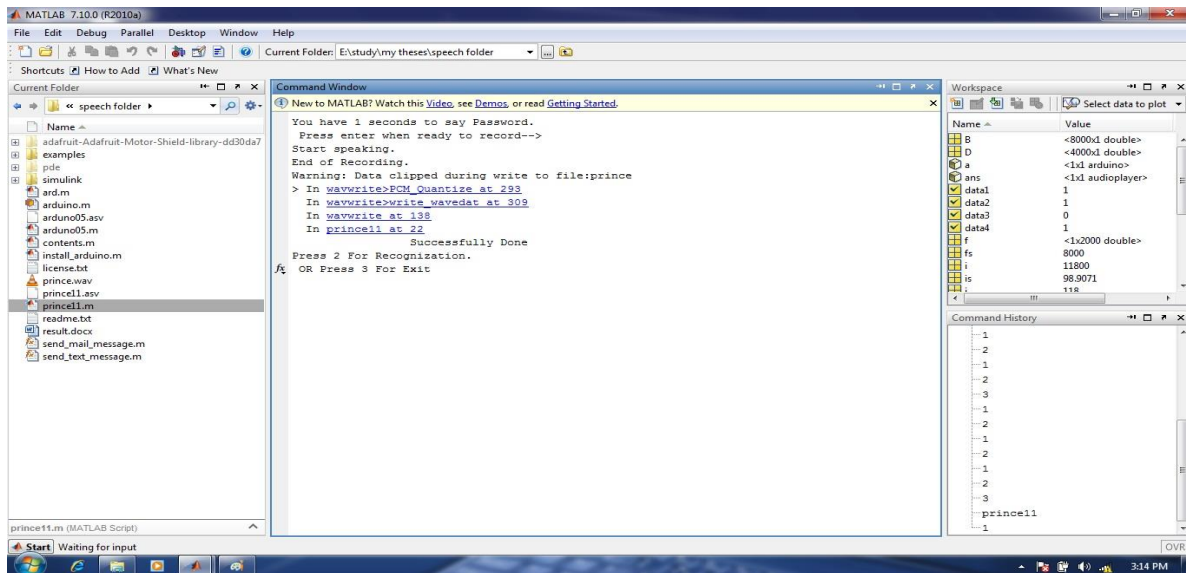 MATLAB 7.10.0 (R2010a)
File Edit Debug Parallel Desktop Window Help
Current Folder: E:\study\my theses\speech folder
Shortcuts How to Add What's New
Current Folder
« speech folder
Name
adafruit-Adafruit-Motor-Shield-library-dd30da7
examples
pde
simulink
ard.m
arduino.m
arduno05.asv
arduno05.m
contents.m
install_arduino.m
license.txt
prince.wav
prince11.asv
prince11.m
readme.txt
result.docx
send_mail_message.m
send_text_message.m
prince11.m (MATLAB Script)
Command Window
New to MATLAB? Watch this Video, see Demos, or read Getting Started.
You have 1 seconds to say Password.
Press enter when ready to record-->
Start speaking.
End of Recording.
Warning: Data clipped during write to file:prince
> In wavwrite>PCM_Quantize at 293
In wavwrite>write_wavedat at 309
In wavwrite at 138
In prince11 at 22
Successfully Done
Press 2 For Recognization.
fx OR Press 3 For Exit
Workspace
Select data to plot
Name Value
B <8000x1 double>
D <4000x1 double>
a <1x1 arduino>
ans <1x1 audioplayer>
data1 1
data2 1
data3 0
data4 1
f <1x2000 double>
fs 8000
i 11800
is 98.9071
j 118
Command History
1
2
1
2
3
1
2
1
2
1
2
3
prince11
1
Start Waiting for input
OVR
3:14 PM